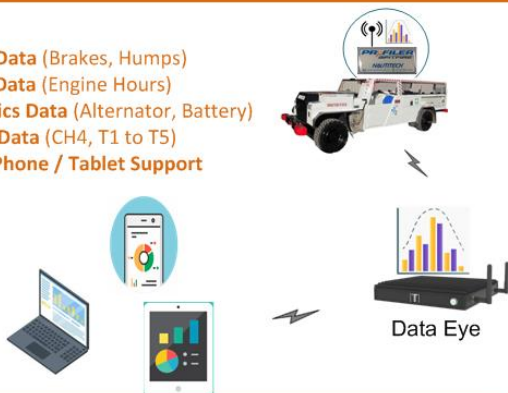 Data (Brakes, Humps)
Data (Engine Hours)
ics Data (Alternator, Battery)
Data (CH4, T1 to T5)
Phone / Tablet Support
PROFILER
NAUTITECH
Data Eye